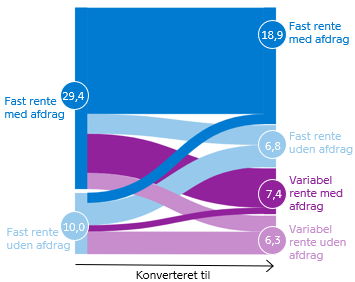 Fast rente
med afdrag
18,9
29,4
Fast rente
med afdrag
6,8
Fast rente
uden afdrag
7,4
Variabel
rente med
afdrag
10,0
Fast rente
uden afdrag
6,3
Variabel
rente uden
afdrag
Konverteret til